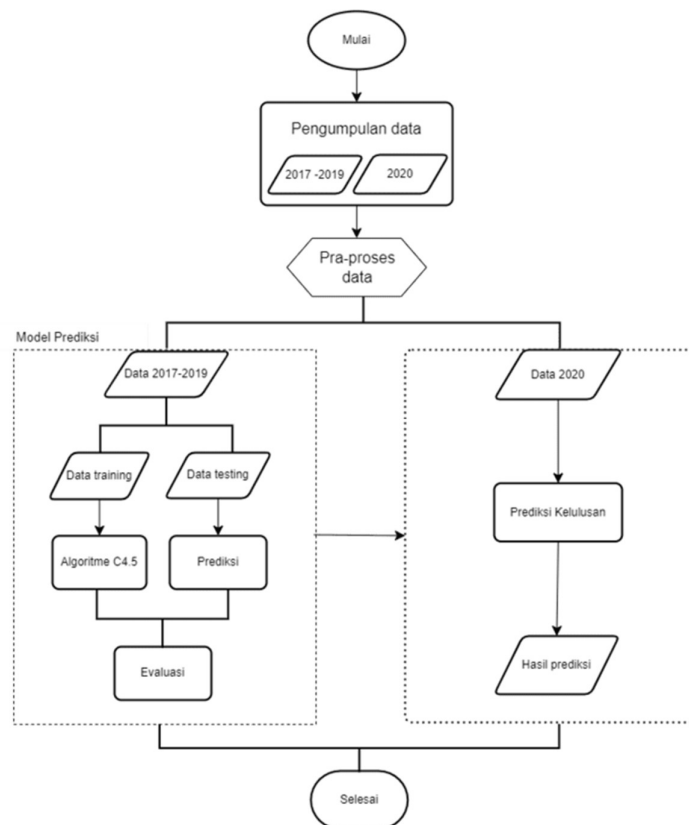 Mulai
Pengumpulan data
2017 -2019
2020
Pra-proses
data
Model Prediksi
Data 2017-2019
Data 2020
Data training
Data testing
Prediksi Kelulusan
Algoritme C4.5
Prediksi
Evaluasi
Hasil prediksi
Selesai